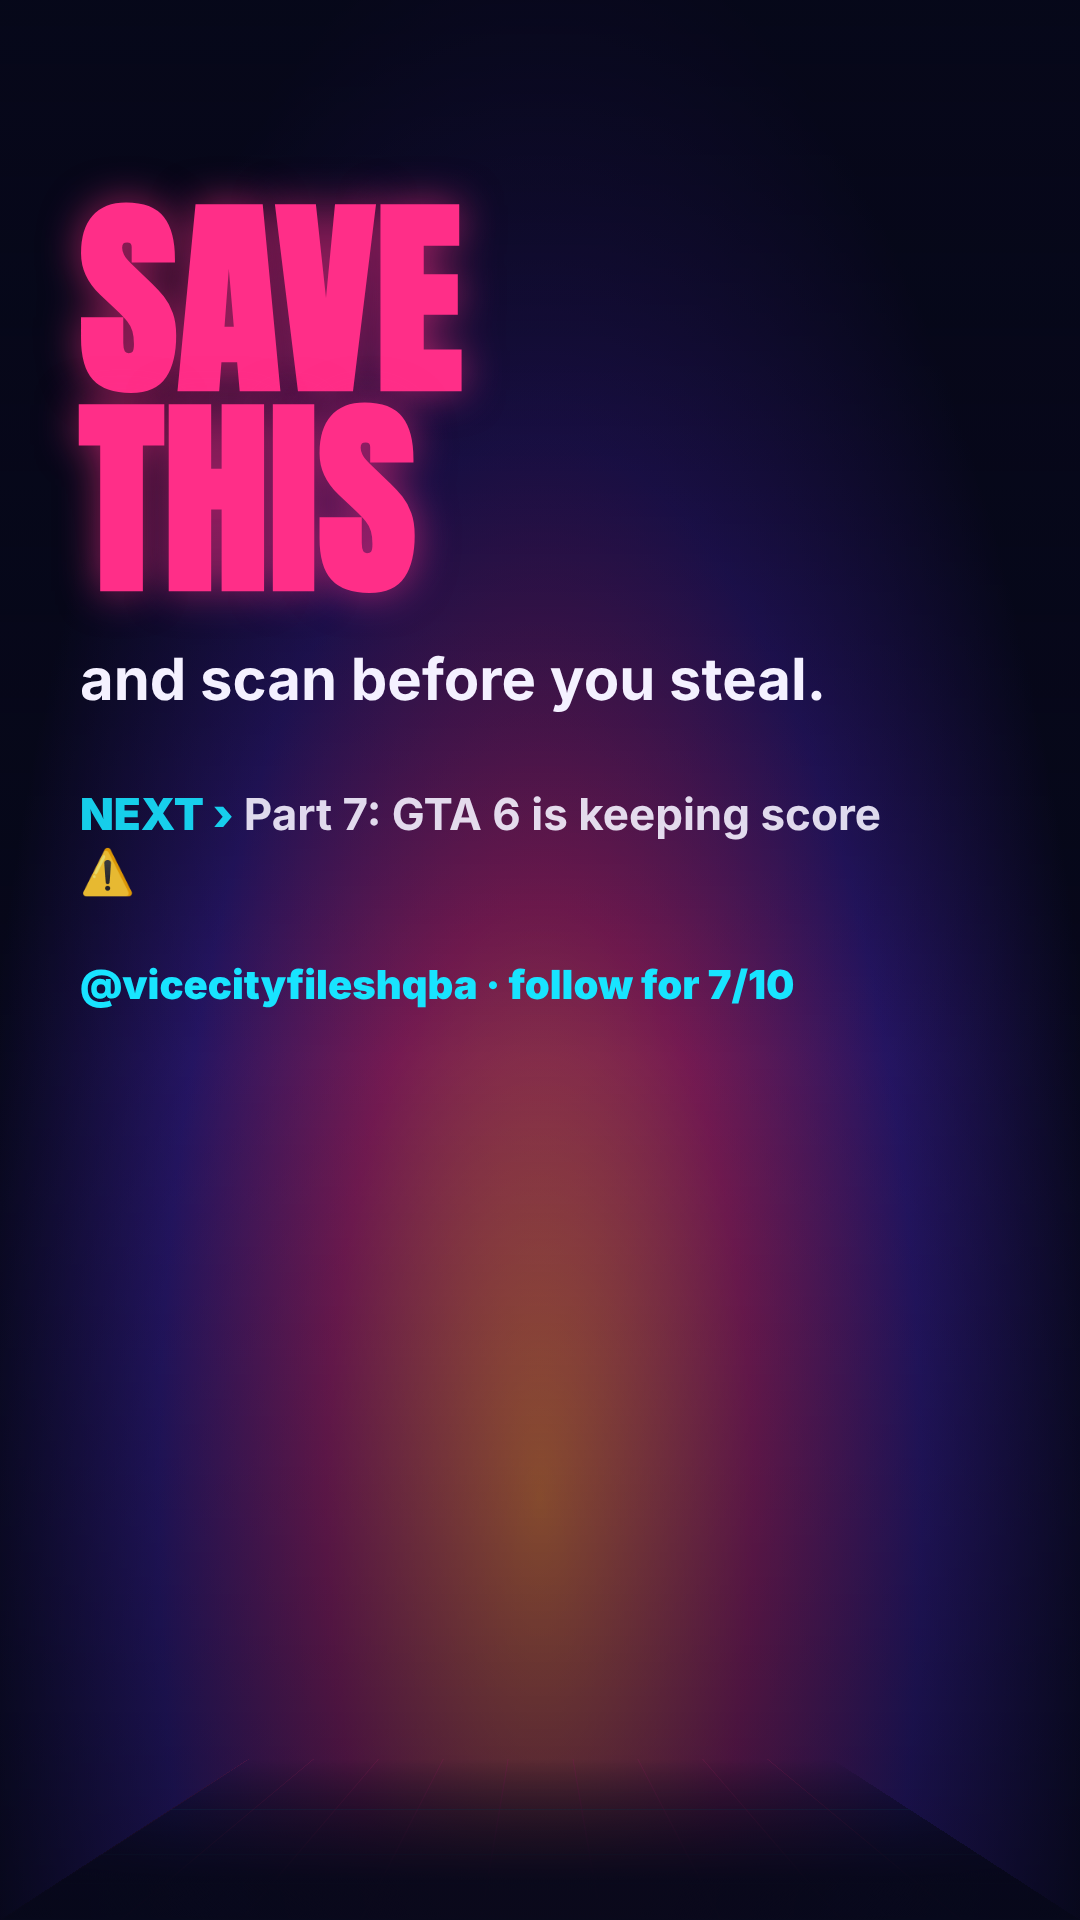 SAVE
THIS
and scan before you steal.
NEXT › Part 7: GTA 6 is keeping score
⚠️
@vicecityfileshqba · follow for 7/10